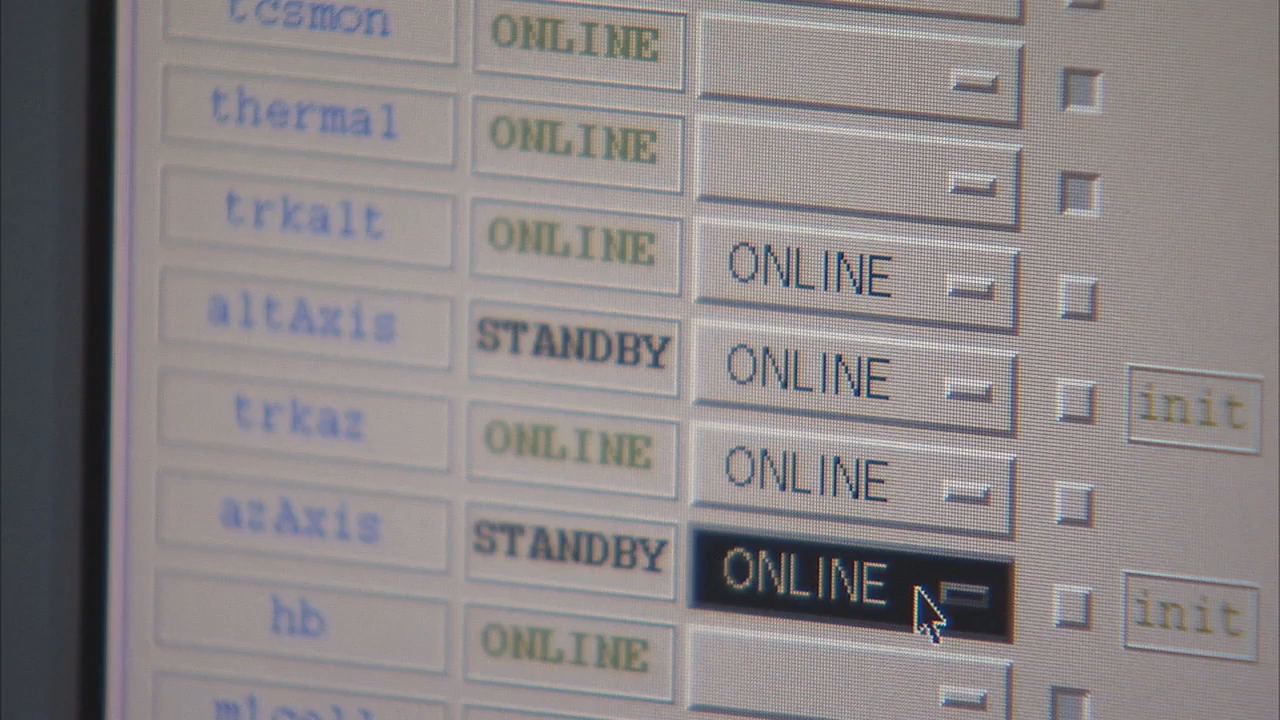 tcsmon ONLINE
thermal ONLINE
trkalt ONLINE ONLINE
altAxis STANDBY ONLINE init
trkaz ONLINE ONLINE
azAxis STANDBY ONLINE init
hb ONLINE